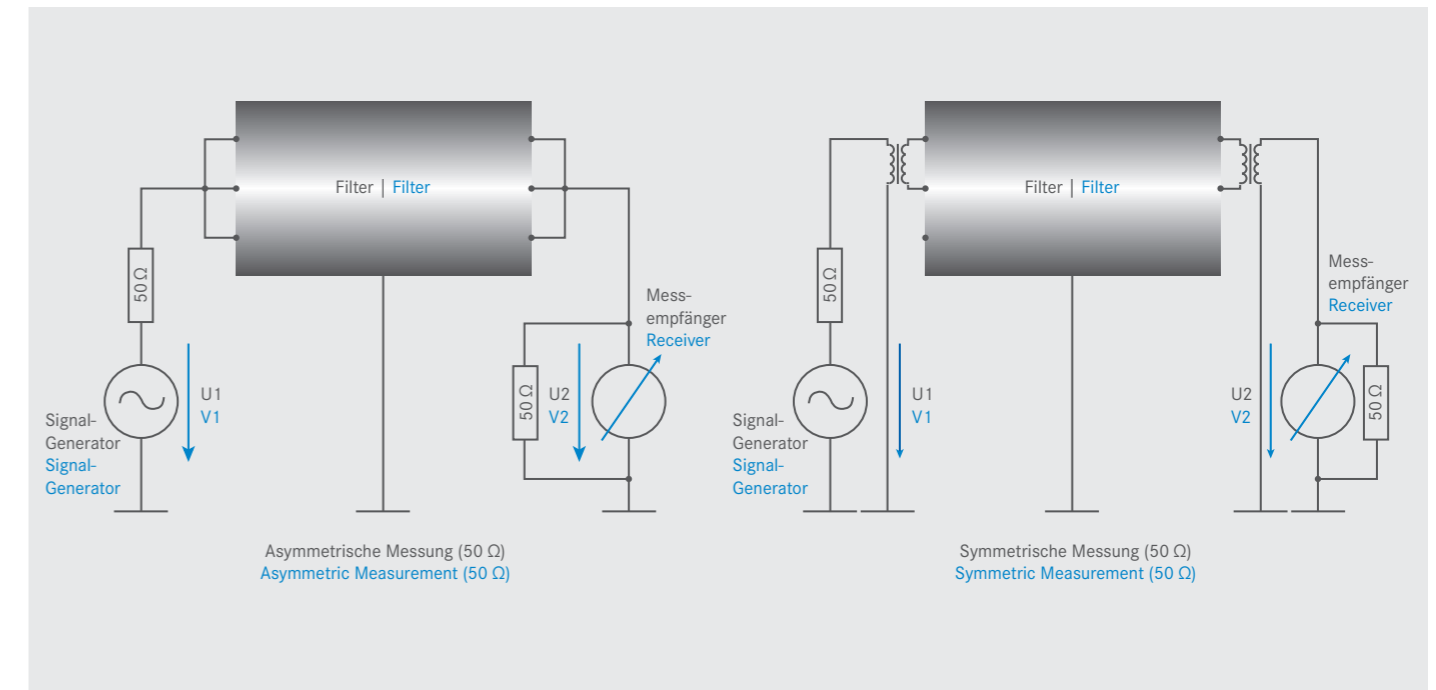 Filter | Filter
50 Ω
U1
V1
Signal-
Generator
Signal-
Generator
Mess-
empfänger
Receiver
50 Ω
U2
V2
Asymmetrische Messung (50 Ω)
Asymmetric Measurement (50 Ω)
Filter | Filter
50 Ω
U1
V1
Signal-
Generator
Signal-
Generator
Mess-
empfänger
Receiver
U2
V2
50 Ω
Symmetrische Messung (50 Ω)
Symmetric Measurement (50 Ω)